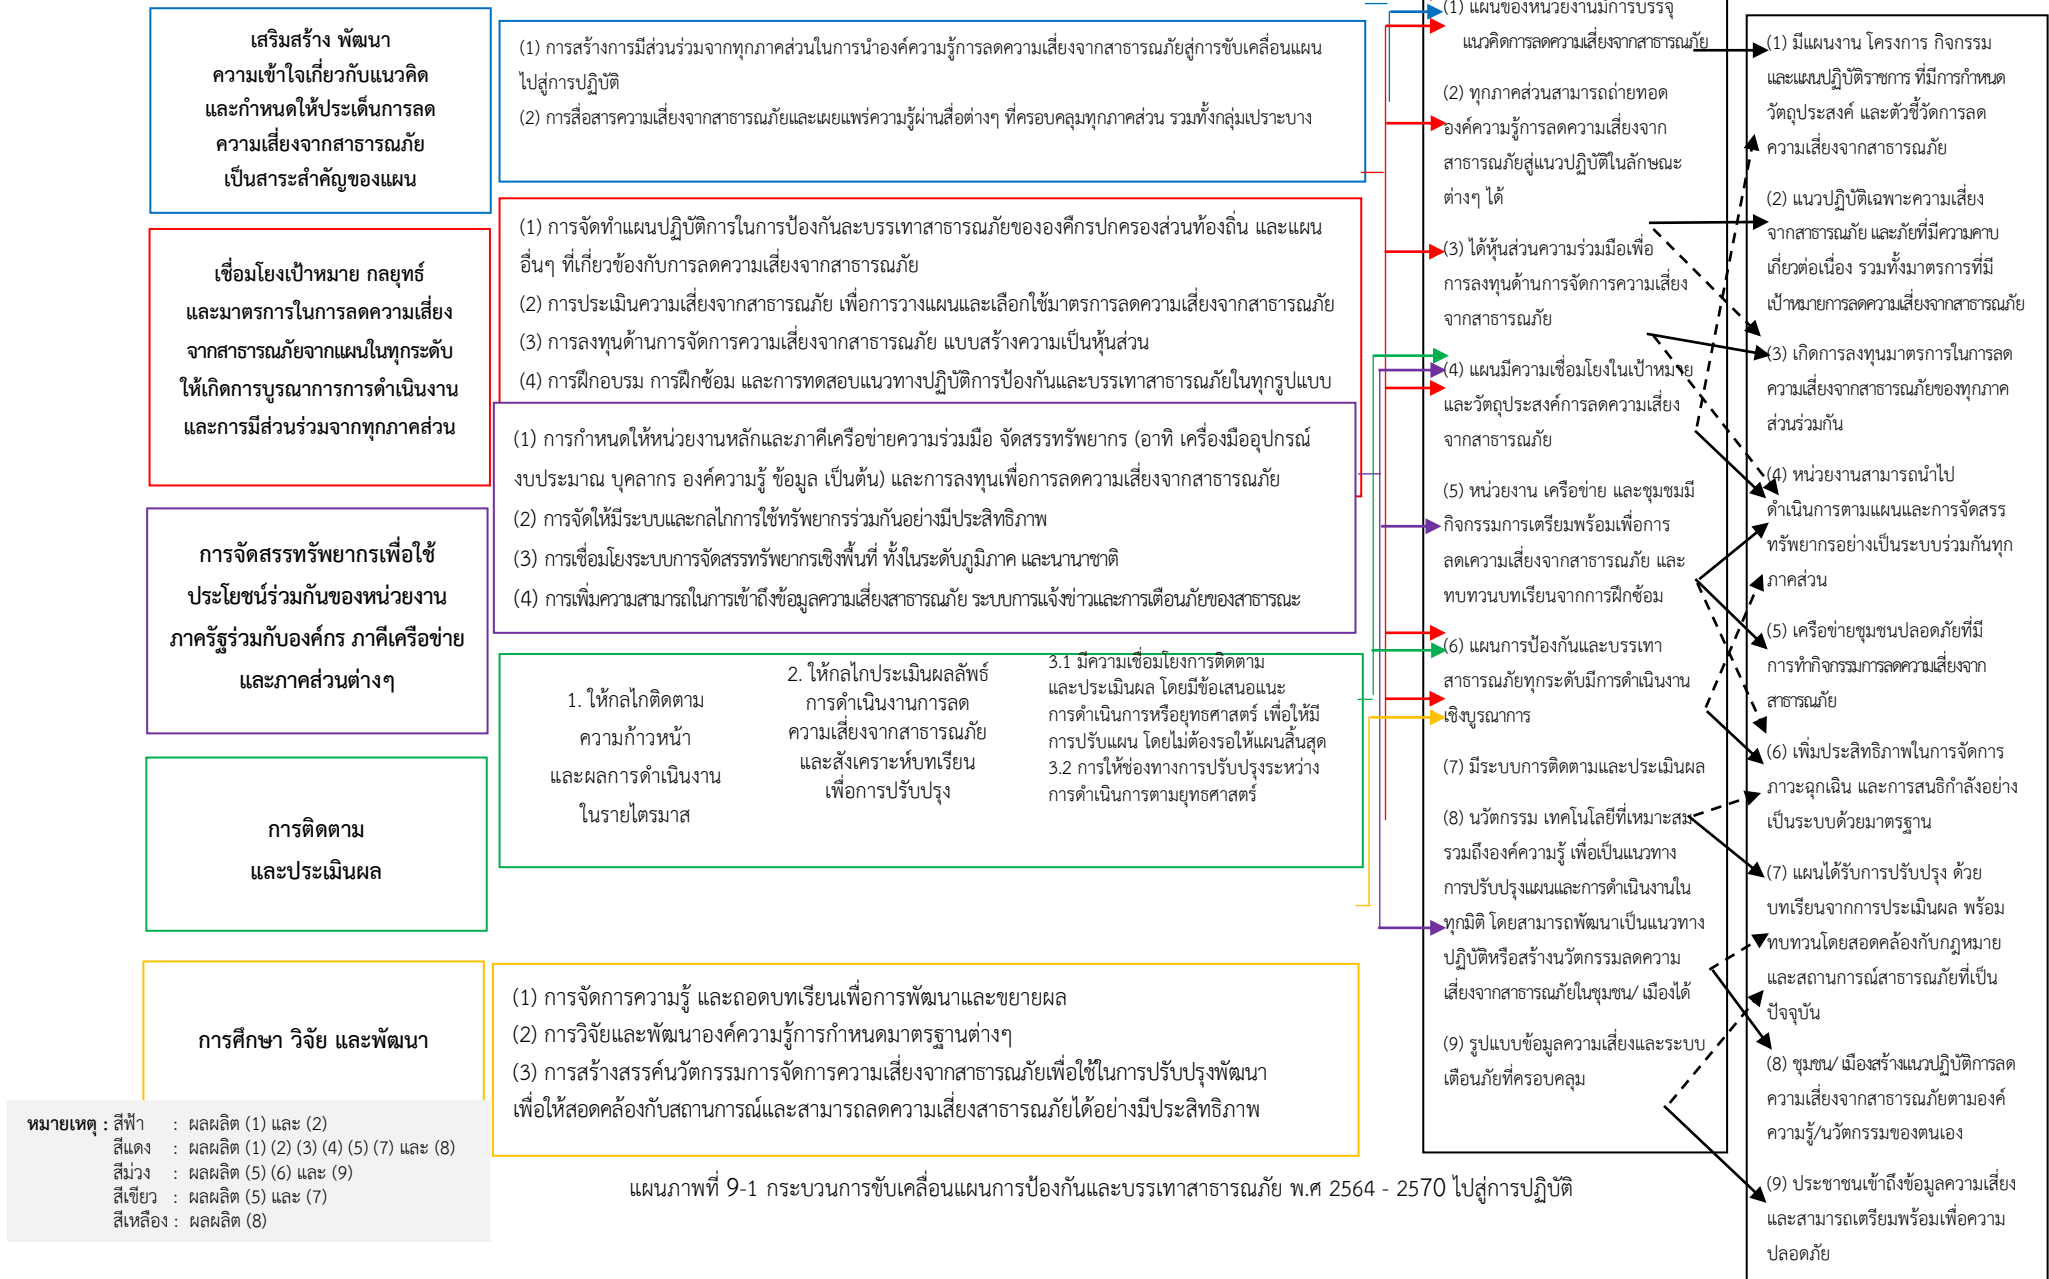 เสริมสร้าง พัฒนา
ความเข้าใจเกี่ยวกับแนวคิด
และกำหนดให้ประเด็นการลด
ความเสี่ยงจากสาธารณภัย
เป็นสาระสำคัญของแผน
(1) การสร้างการมีส่วนร่วมจากทุกภาคส่วนในการนำองค์ความรู้การลดความเสี่ยงจากสาธารณภัยสู่การขับเคลื่อนแผน
ไปสู่การปฏิบัติ
(2) การสื่อสารความเสี่ยงจากสาธารณภัยและเผยแพร่ความรู้ผ่านสื่อต่างๆ ที่ครอบคลุมทุกภาคส่วน รวมทั้งกลุ่มเปราะบาง
เชื่อมโยงเป้าหมาย กลยุทธ์
และมาตรการในการลดความเสี่ยง
จากสาธารณภัยจากแผนในทุกระดับ
ให้เกิดการบูรณาการการดำเนินงาน
และการมีส่วนร่วมจากทุกภาคส่วน
(1) การจัดทำแผนปฏิบัติการในการป้องกันละบรรเทาสาธารณภัยขององค์กรปกครองส่วนท้องถิ่น และแผน
อื่นๆ ที่เกี่ยวข้องกับการลดความเสี่ยงจากสาธารณภัย
(2) การประเมินความเสี่ยงจากสาธารณภัย เพื่อการวางแผนและเลือกใช้มาตรการลดความเสี่ยงจากสาธารณภัย
(3) การลงทุนด้านการจัดการความเสี่ยงจากสาธารณภัย แบบสร้างความเป็นหุ้นส่วน
(4) การฝึกอบรม การฝึกซ้อม และการทดสอบแนวทางปฏิบัติการป้องกันและบรรเทาสาธารณภัยในทุกรูปแบบ
การจัดสรรทรัพยากรเพื่อใช้
ประโยชน์ร่วมกันของหน่วยงาน
ภาครัฐร่วมกับองค์กร ภาคีเครือข่าย
และภาคส่วนต่างๆ
(1) การกำหนดให้หน่วยงานหลักและภาคีเครือข่ายความร่วมมือ จัดสรรทรัพยากร (อาทิ เครื่องมืออุปกรณ์
งบประมาณ บุคลากร องค์ความรู้ ข้อมูล เป็นต้น) และการลงทุนเพื่อการลดความเสี่ยงจากสาธารณภัย
(2) การจัดให้มีระบบและกลไกการใช้ทรัพยากรร่วมกันอย่างมีประสิทธิภาพ
(3) การเชื่อมโยงระบบการจัดสรรทรัพยากรเชิงพื้นที่ ทั้งในระดับภูมิภาค และนานาชาติ
(4) การเพิ่มความสามารถในการเข้าถึงข้อมูลความเสี่ยงสาธารณภัย ระบบการแจ้งข่าวและการเตือนภัยของสาธารณะ
การติดตาม
และประเมินผล
1. ให้กลไกติดตาม
ความก้าวหน้า
และผลการดำเนินงาน
ในรายไตรมาส
2. ให้กลไกประเมินผลลัพธ์
การดำเนินงานการลด
ความเสี่ยงจากสาธารณภัย
และสังเคราะห์บทเรียน
เพื่อการปรับปรุง
3.1 มีความเชื่อมโยงการติดตาม
และประเมินผล โดยมีข้อเสนอแนะ
การดำเนินการหรือยุทธศาสตร์ เพื่อให้มี
การปรับแผน โดยไม่ต้องรอให้แผนสิ้นสุด
3.2 การให้ช่องทางการปรับปรุงระหว่าง
การดำเนินการตามยุทธศาสตร์
การศึกษา วิจัย และพัฒนา
(1) การจัดการความรู้ และถอดบทเรียนเพื่อการพัฒนาและขยายผล
(2) การวิจัยและพัฒนาองค์ความรู้การกำหนดมาตรฐานต่างๆ
(3) การสร้างสรรค์นวัตกรรมการจัดการความเสี่ยงจากสาธารณภัยเพื่อใช้ในการปรับปรุงพัฒนา
เพื่อให้สอดคล้องกับสถานการณ์และสามารถลดความเสี่ยงสาธารณภัยได้อย่างมีประสิทธิภาพ
(1) แผนของหน่วยงานมีการบรรจุ
แนวคิดการลดความเสี่ยงจากสาธารณภัย
(2) ทุกภาคส่วนสามารถถ่ายทอด
องค์ความรู้การลดความเสี่ยงจาก
สาธารณภัยสู่แนวปฏิบัติในลักษณะ
ต่างๆ ได้
(3) ได้หุ้นส่วนความร่วมมือเพื่อ
การลงทุนด้านการจัดการความเสี่ยง
จากสาธารณภัย
(4) แผนมีความเชื่อมโยงในเป้าหมาย
และวัตถุประสงค์การลดความเสี่ยง
จากสาธารณภัย
(5) หน่วยงาน เครือข่าย และชุมชนมี
กิจกรรมการเตรียมพร้อมเพื่อการ
ลดเความเสี่ยงจากสาธารณภัย และ
ทบทวนบทเรียนจากการฝึกซ้อม
(6) แผนการป้องกันและบรรเทา
สาธารณภัยทุกระดับมีการดำเนินงาน
เชิงบูรณาการ
(7) มีระบบการติดตามและประเมินผล
(8) นวัตกรรม เทคโนโลยีที่เหมาะสม
รวมถึงองค์ความรู้ เพื่อเป็นแนวทาง
การปรับปรุงแผนและการดำเนินงานใน
ทุกมิติ โดยสามารถพัฒนาเป็นแนวทาง
ปฏิบัติหรือสร้างนวัตกรรมลดความ
เสี่ยงจากสาธารณภัยในชุมชน/ เมืองได้
(9) รูปแบบข้อมูลความเสี่ยงและระบบ
เตือนภัยที่ครอบคลุม
(1) มีแผนงาน โครงการ กิจกรรม
และแผนปฏิบัติราชการ ที่มีการกำหนด
วัตถุประสงค์ และตัวชี้วัดการลด
ความเสี่ยงจากสาธารณภัย
(2) แนวปฏิบัติเฉพาะความเสี่ยง
จากสาธารณภัย และภัยที่มีความคาบ
เกี่ยวต่อเนื่อง รวมทั้งมาตรการที่มี
เป้าหมายการลดความเสี่ยงจากสาธารณภัย
(3) เกิดการลงทุนมาตรการในการลด
ความเสี่ยงจากสาธารณภัยของทุกภาค
ส่วนร่วมกัน
(4) หน่วยงานสามารถนำไป
ดำเนินการตามแผนและการจัดสรร
ทรัพยากรอย่างเป็นระบบร่วมกันทุก
ภาคส่วน
(5) เครือข่ายชุมชนปลอดภัยที่มี
การทำกิจกรรมการลดความเสี่ยงจาก
สาธารณภัย
(6) เพิ่มประสิทธิภาพในการจัดการ
ภาวะฉุกเฉิน และการสนธิกำลังอย่าง
เป็นระบบด้วยมาตรฐาน
(7) แผนได้รับการปรับปรุง ด้วย
บทเรียนจากการประเมินผล พร้อม
ทบทวนโดยสอดคล้องกับกฎหมาย
และสถานการณ์สาธารณภัยที่เป็น
ปัจจุบัน
(8) ชุมชน/ เมืองสร้างแนวปฏิบัติการลด
ความเสี่ยงจากสาธารณภัยตามองค์
ความรู้/นวัตกรรมของตนเอง
(9) ประชาชนเข้าถึงข้อมูลความเสี่ยง
และสามารถเตรียมพร้อมเพื่อความ
ปลอดภัย
หมายเหตุ : สีฟ้า : ผลผลิต (1) และ (2)
สีแดง : ผลผลิต (1) (2) (3) (4) (5) (7) และ (8)
สีม่วง : ผลผลิต (5) (6) และ (9)
สีเขียว : ผลผลิต (5) และ (7)
สีเหลือง : ผลผลิต (8)
แผนภาพที่ 9-1 กระบวนการขับเคลื่อนแผนการป้องกันและบรรเทาสาธารณภัย พ.ศ 2564 - 2570 ไปสู่การปฏิบัติ